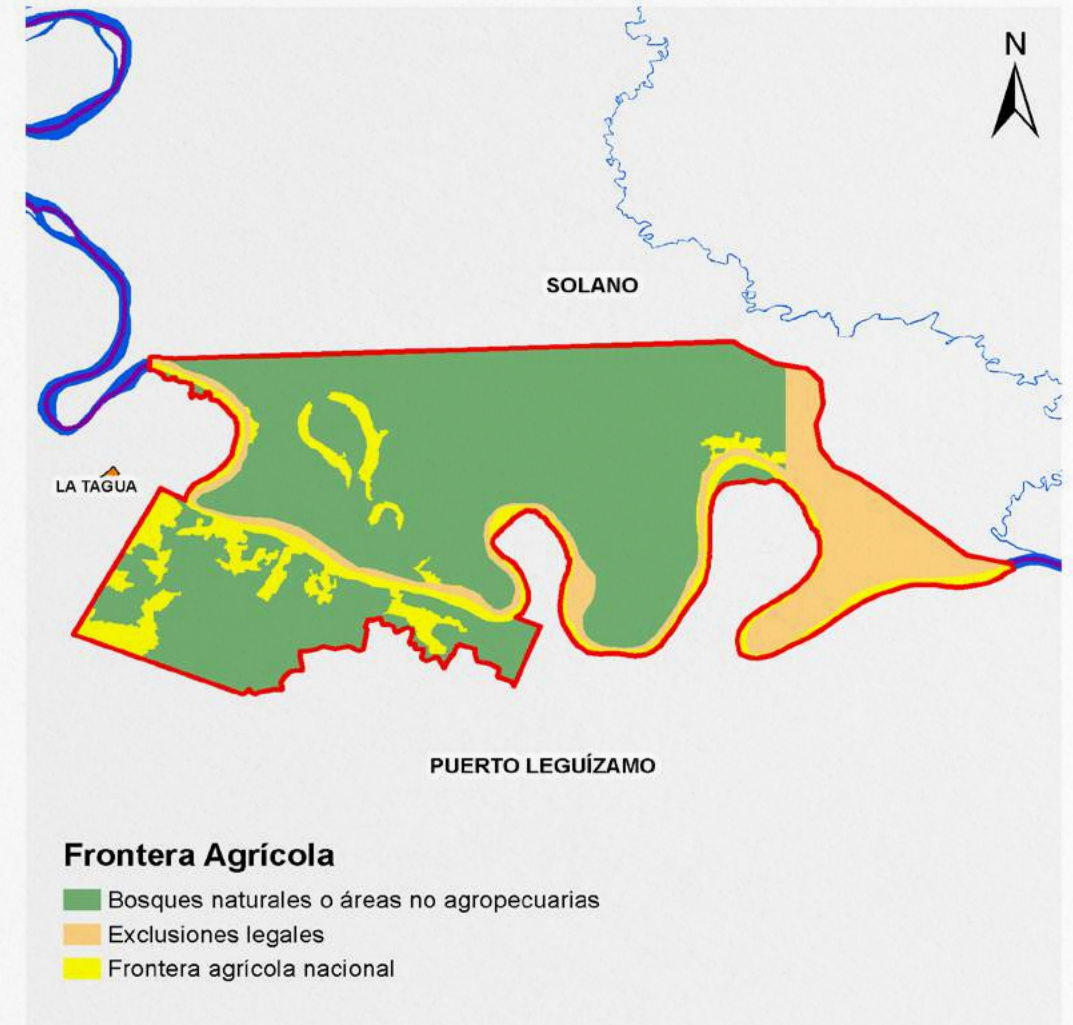 N
SOLANO
LA TAGUA
PUERTO LEGUÍZAMO
Frontera Agrícola
Bosques naturales o áreas no agropecuarias
Exclusiones legales
Frontera agrícola nacional